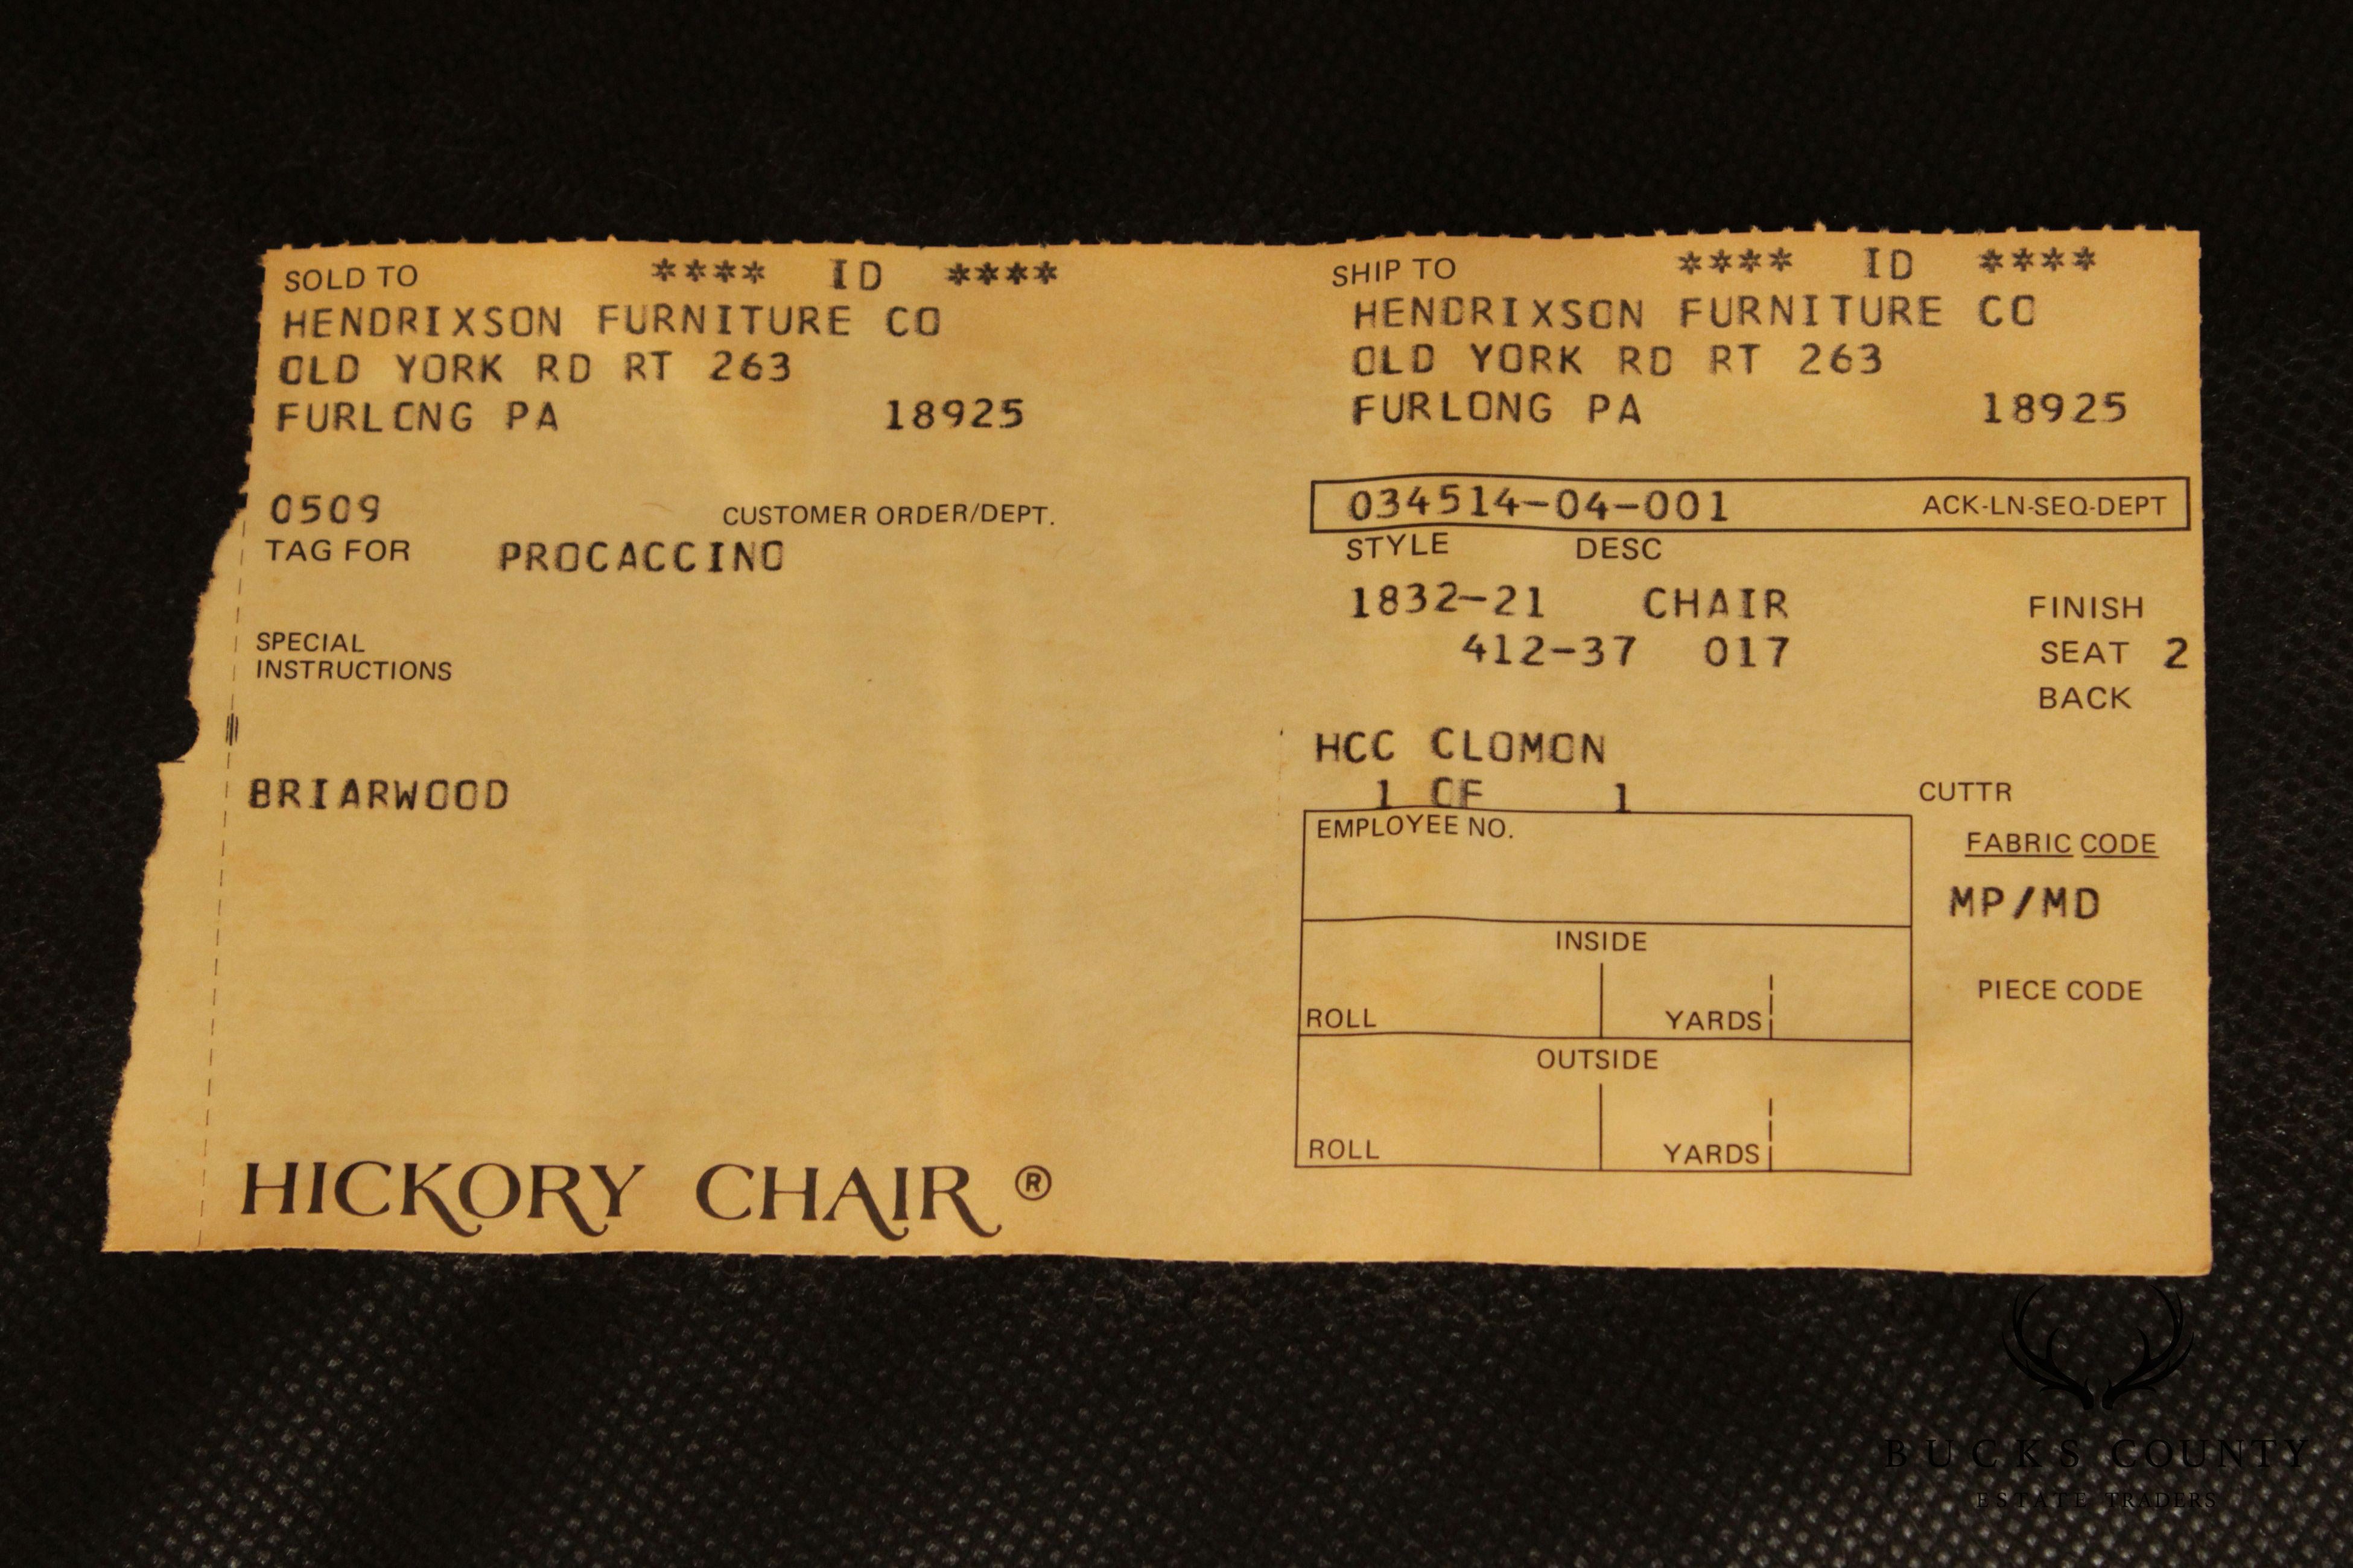 SOLD TO **** ID ****
HENDRIXSON FURNITURE CO
OLD YORK RD RT 263
FURLONG PA 18925
0509 CUSTOMER ORDER/DEPT.
TAG FOR PROCACCINO
SPECIAL
INSTRUCTIONS
BRIARWOOD
HICKORY CHAIR ®
SHIP TO **** ID ****
HENDRIXSON FURNITURE CO
OLD YORK RD RT 263
FURLONG PA 18925
034514-04-001 ACK-LN-SEQ-DEPT
STYLE DESC
1832-21 CHAIR FINISH
412-37 017 SEAT 2
BACK
HCC CLOMON
1 OF 1 CUTTR
EMPLOYEE NO.
FABRIC CODE
MP/MD
INSIDE
PIECE CODE
ROLL YARDS
OUTSIDE
ROLL YARDS
BUCKS COUNTY
ESTATE TRADERS